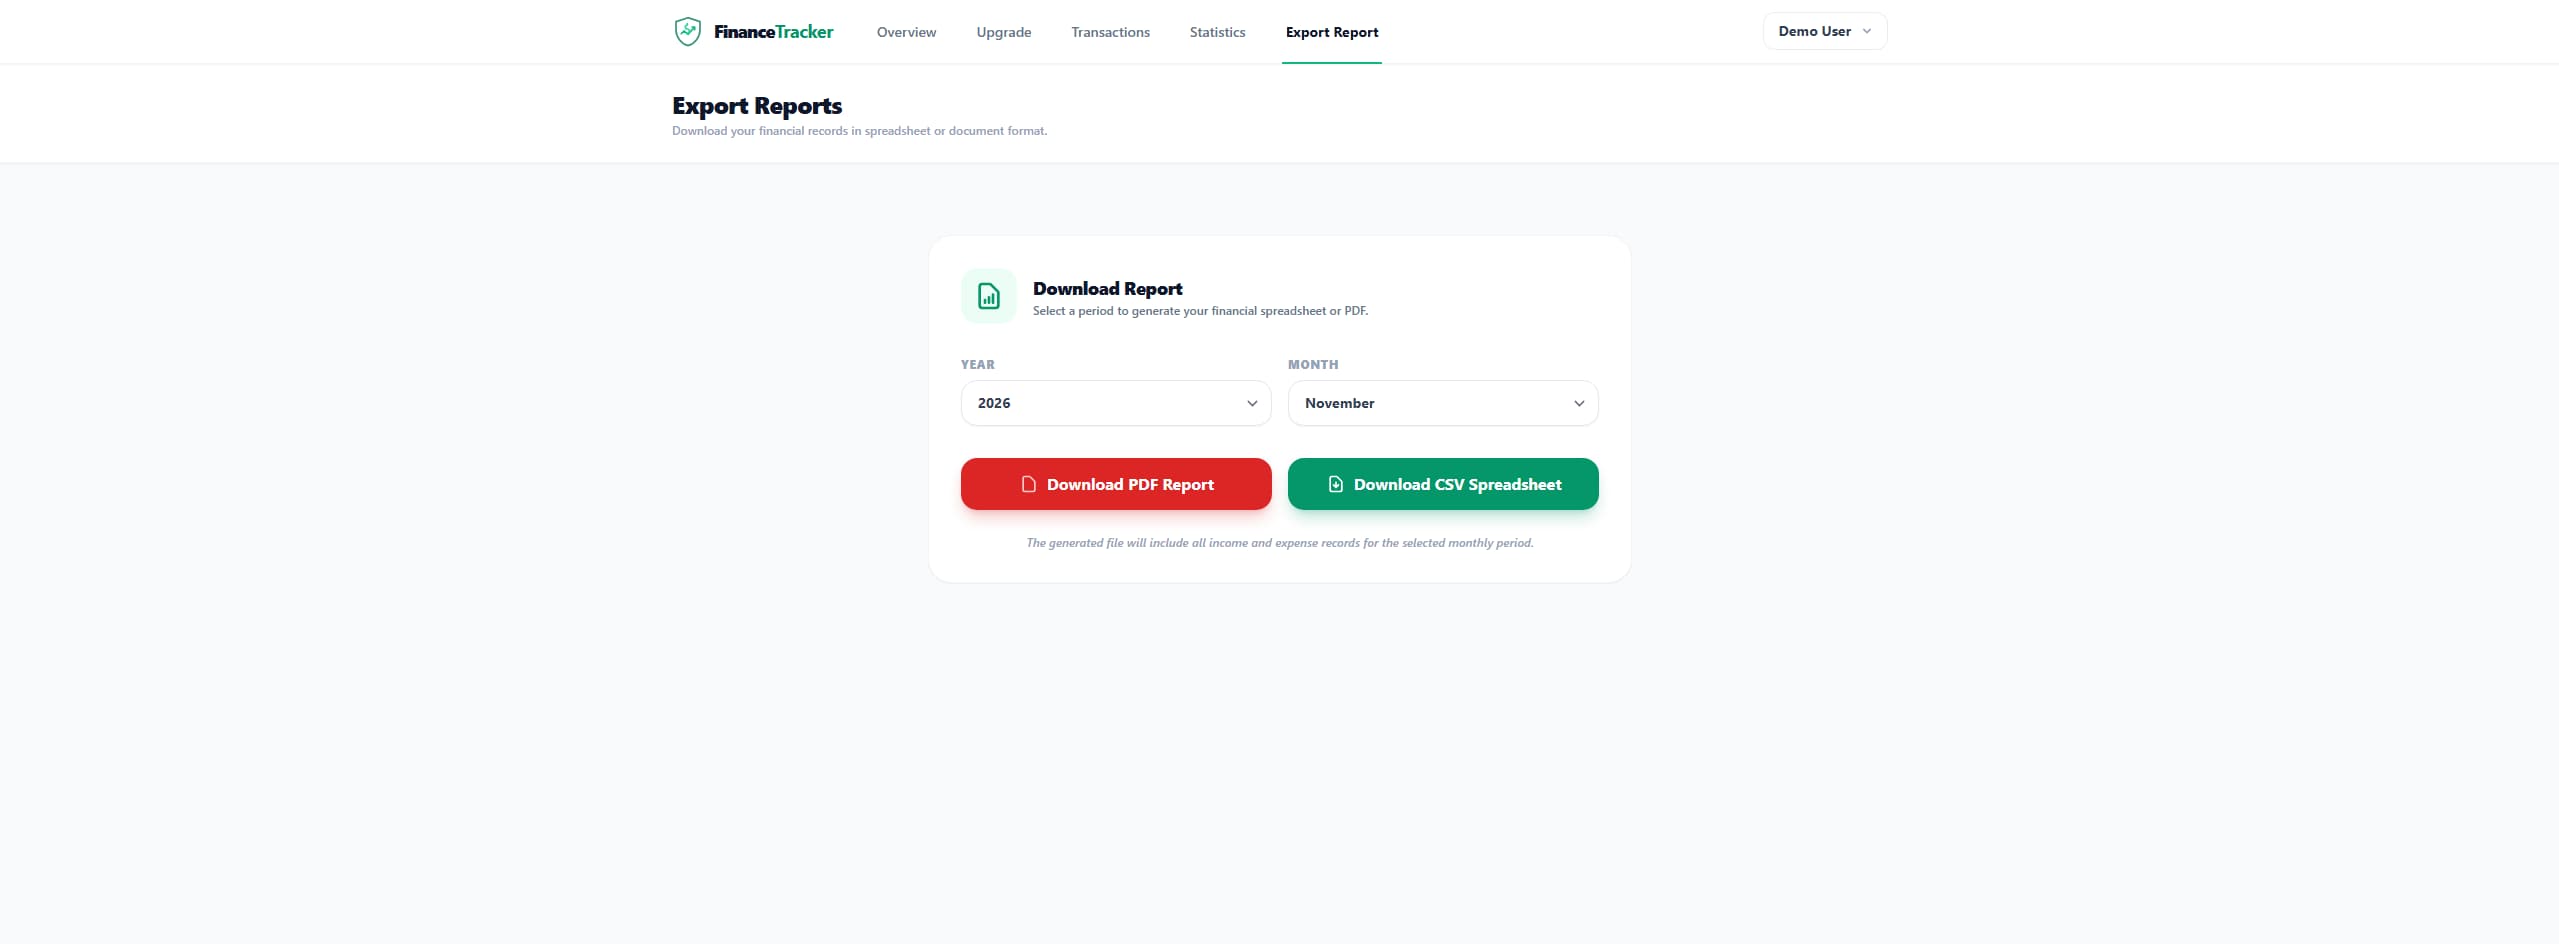 FinanceTracker Overview Upgrade Transactions Statistics Export Report Demo User
Export Reports
Download your financial records in spreadsheet or document format.
Download Report
Select a period to generate your financial spreadsheet or PDF.
YEAR MONTH
2026 November
Download PDF Report Download CSV Spreadsheet
The generated file will include all income and expense records for the selected monthly period.